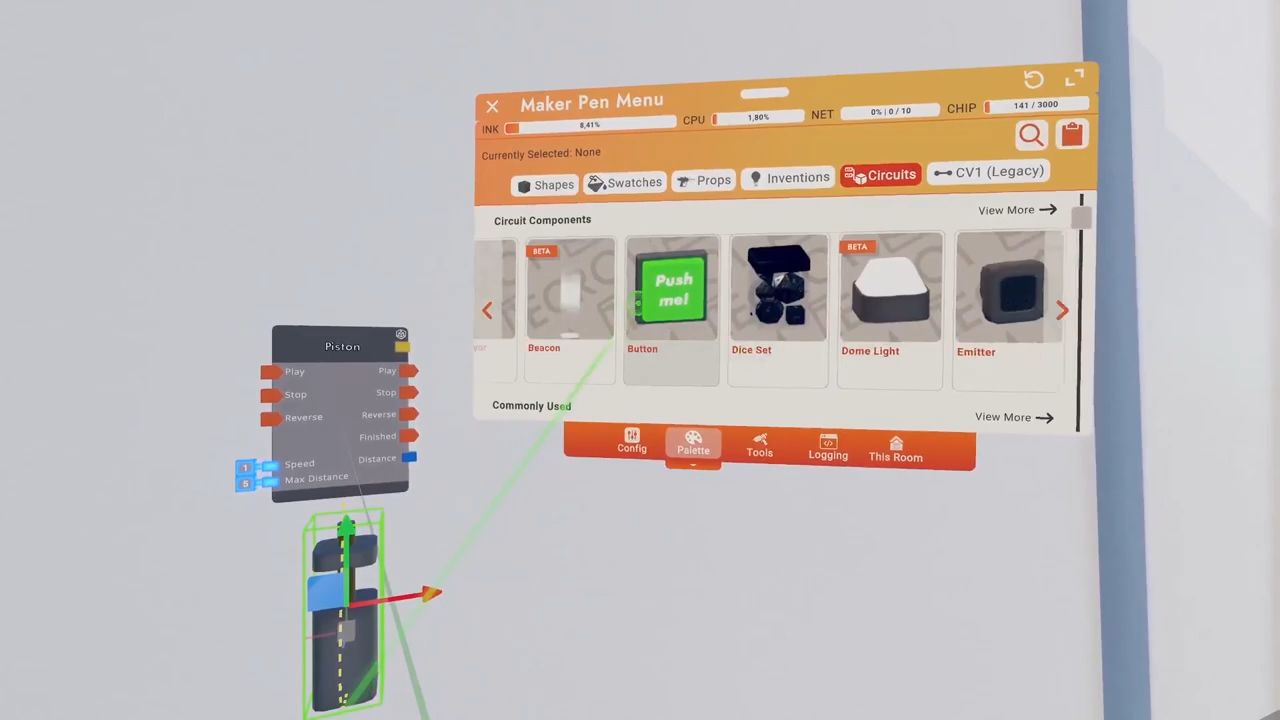 Maker Pen Menu
INK 8,41% CPU 1,80% NET 0% | 0 / 10 CHIP 141 / 3000
Currently Selected: None
Shapes Swatches Props Inventions Circuits CV1 (Legacy)
Circuit Components View More
BETA BETA
Push
me!
Beacon Button Dice Set Dome Light Emitter
Commonly Used View More
Config Palette Tools Logging This Room
Piston
Play Play
Stop Stop
Reverse Reverse
Finished
Distance
1 Speed
5 Max Distance